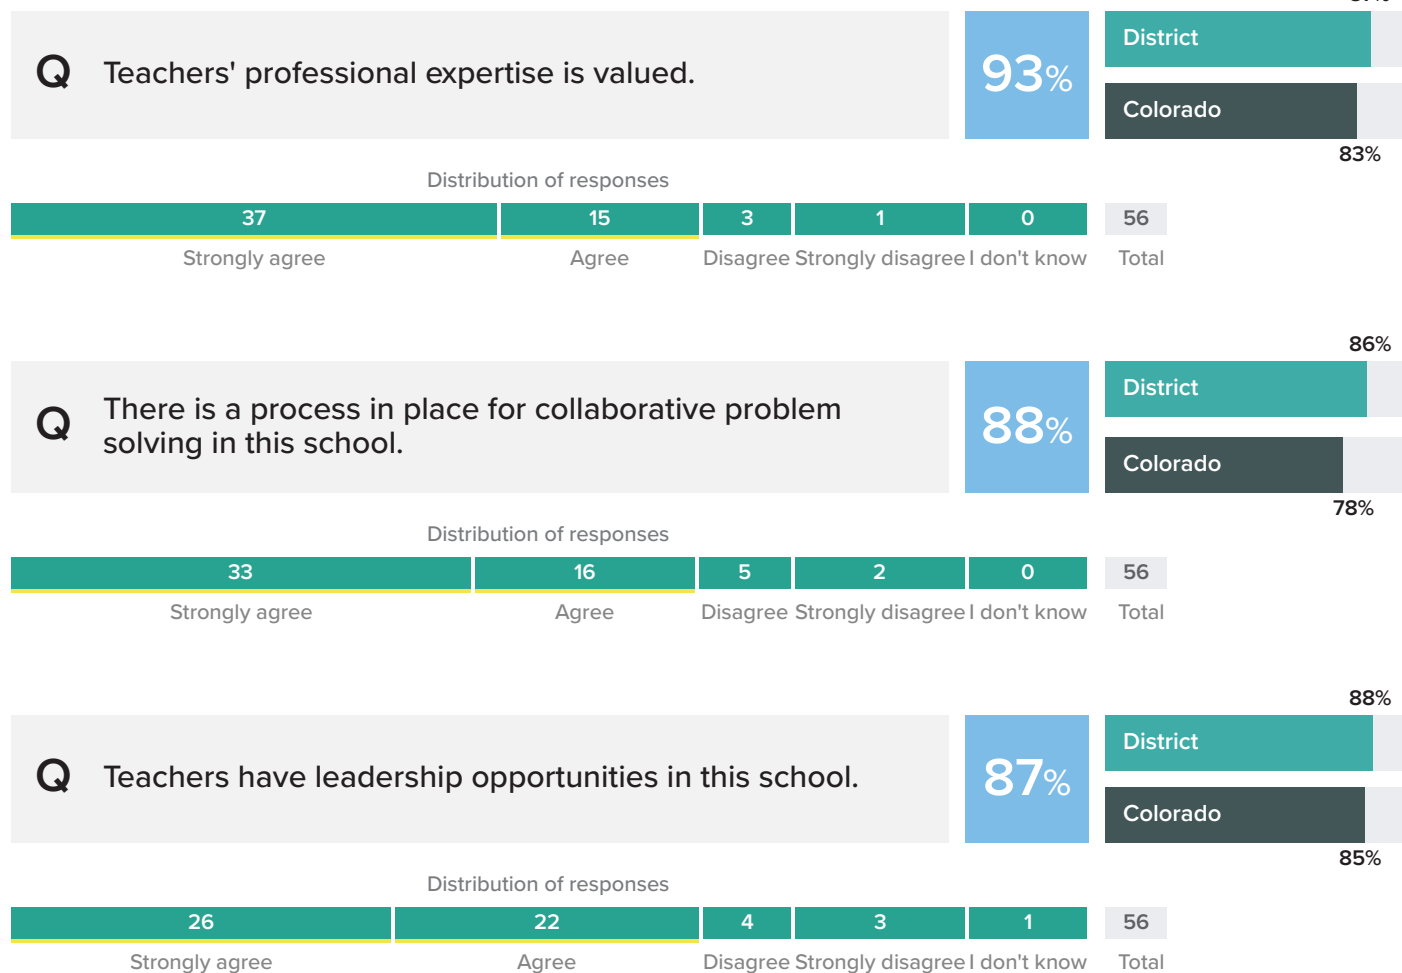 Q Teachers' professional expertise is valued.
93%
District
Colorado
83%
Distribution of responses
37 15 3 1 0 56
Strongly agree Agree Disagree Strongly disagree I don't know Total
86%
Q There is a process in place for collaborative problem
solving in this school.
88%
District
Colorado
78%
Distribution of responses
33 16 5 2 0 56
Strongly agree Agree Disagree Strongly disagree I don't know Total
88%
Q Teachers have leadership opportunities in this school.
87%
District
Colorado
85%
Distribution of responses
26 22 4 3 1 56
Strongly agree Agree Disagree Strongly disagree I don't know Total